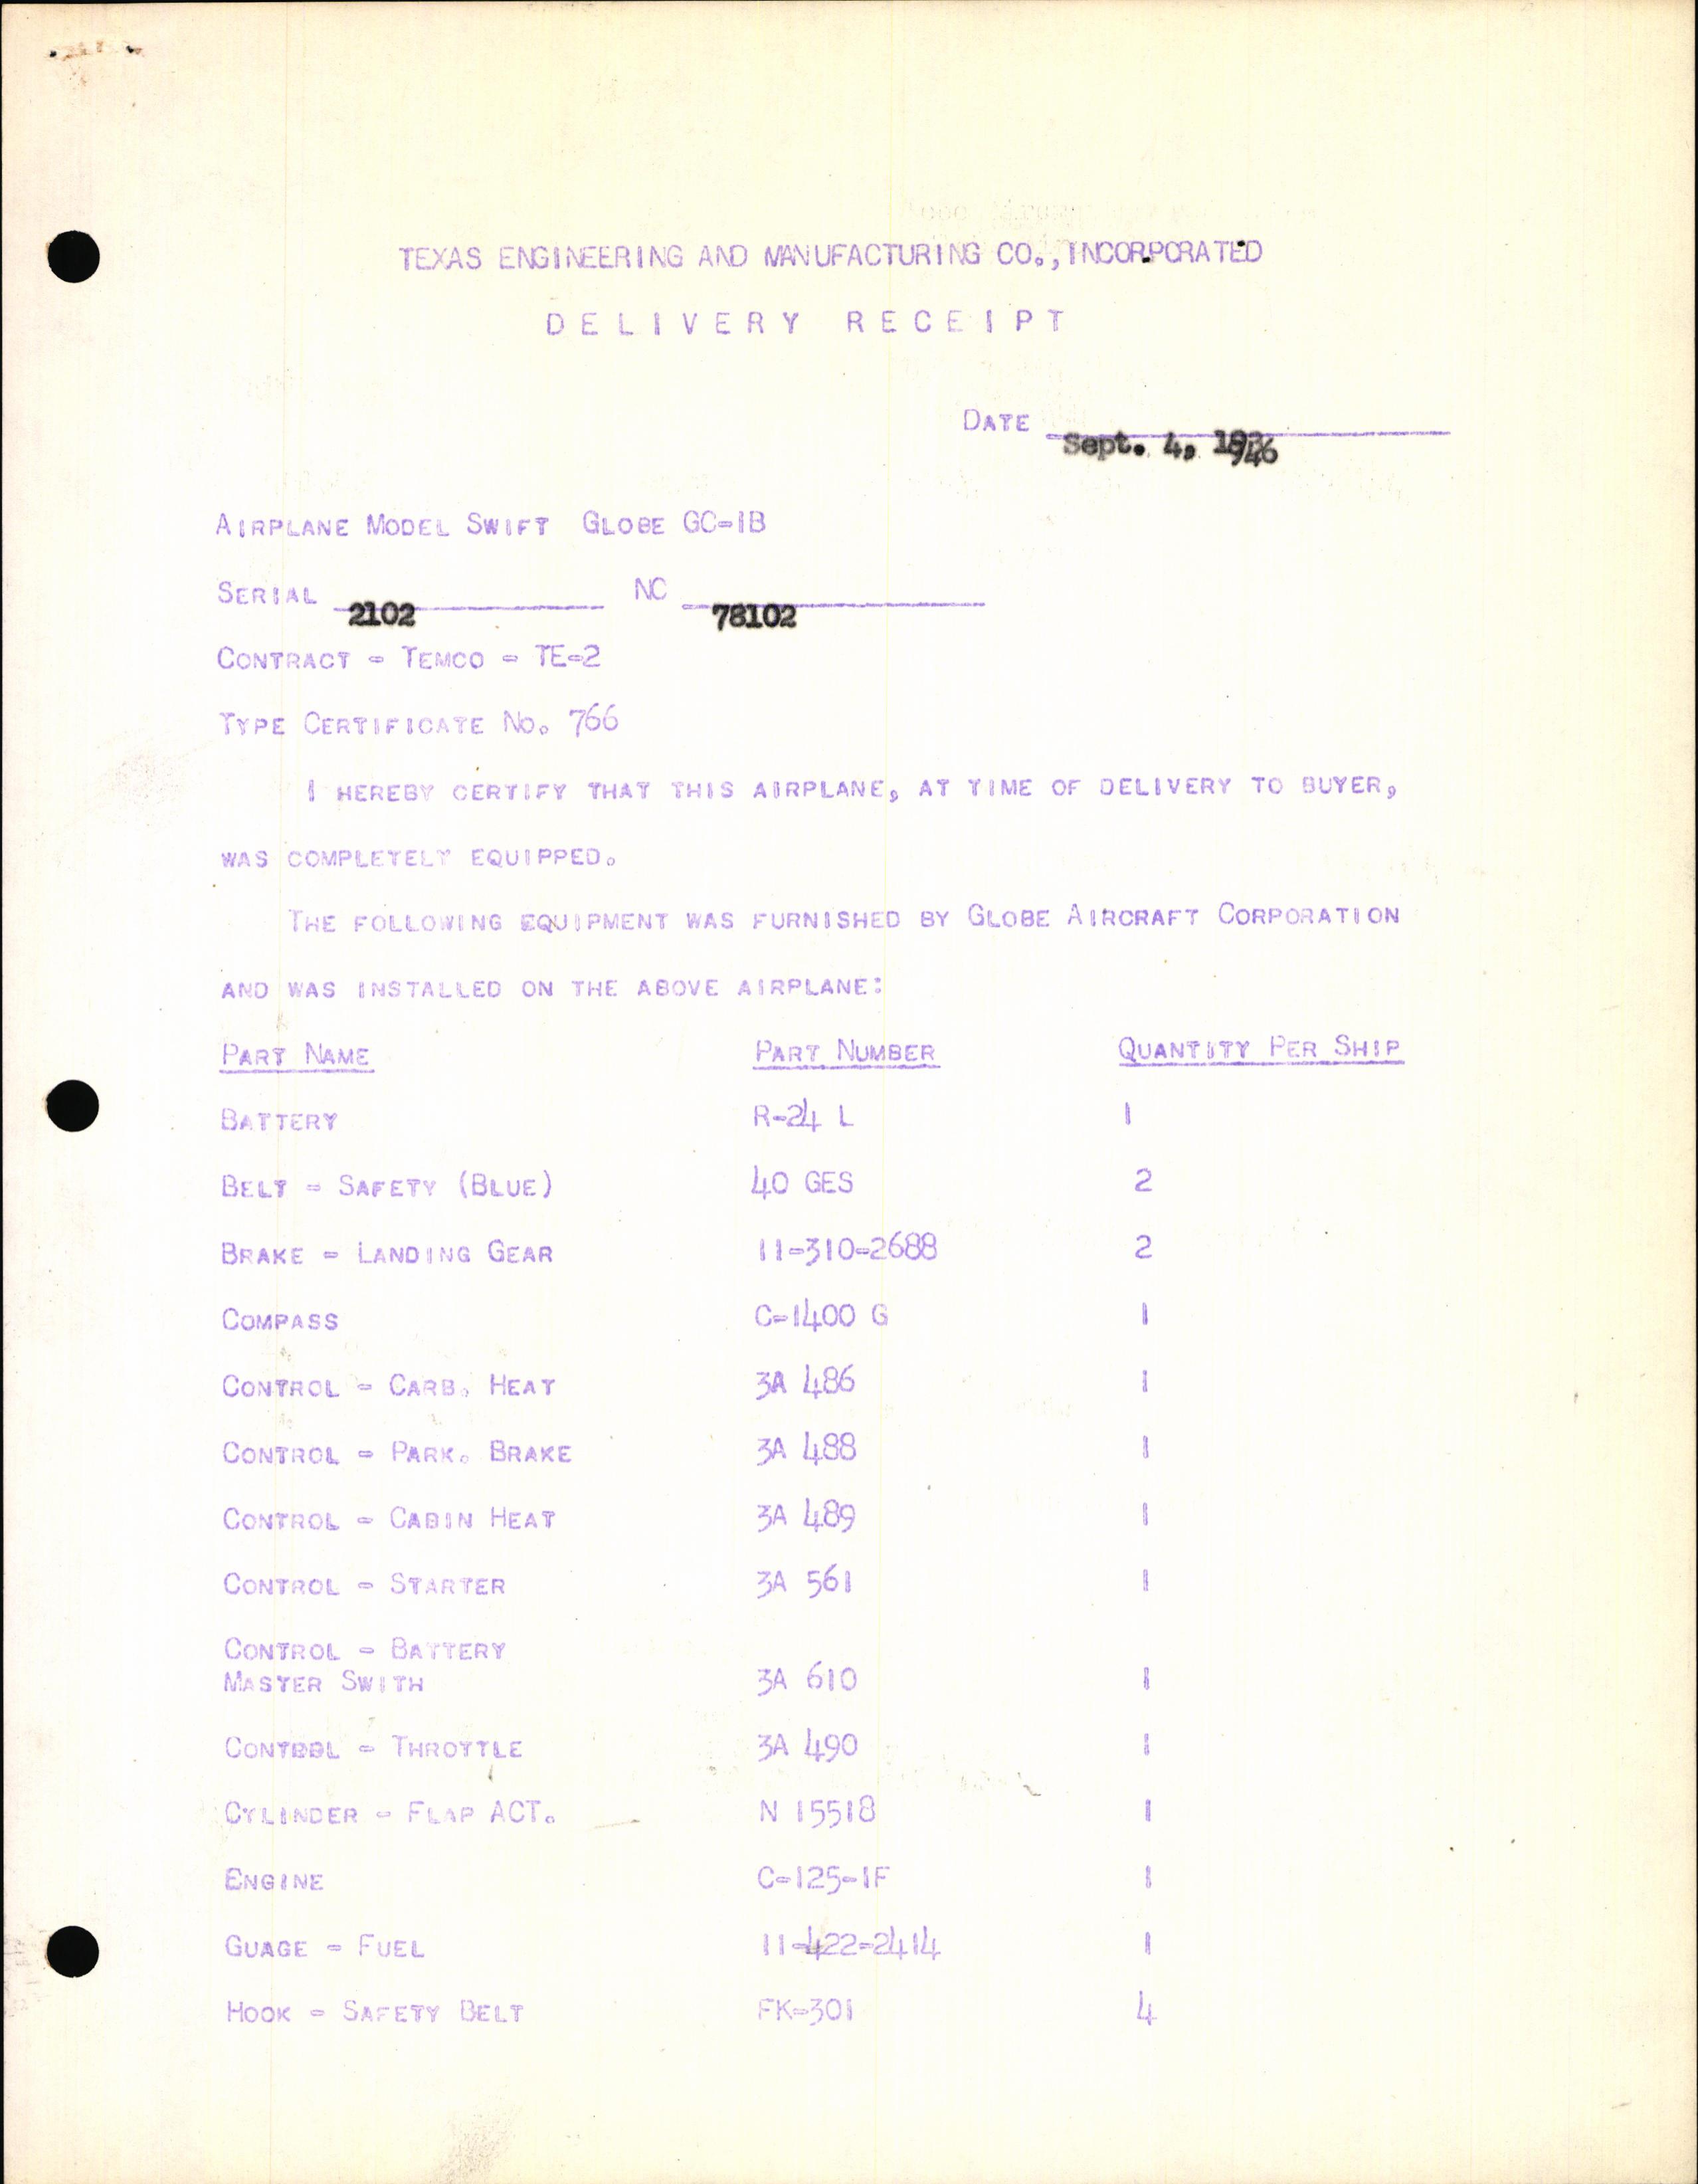 TEXAS ENGINEERING AND MANUFACTURING CO., INCORPORATED
DELIVERY RECEIPT
DATE Sept. 4, 1946
AIRPLANE MODEL SWIFT GLOBE GC-1B
SERIAL 2102 NC 78102
CONTRACT - TEMCO - TE-2
TYPE CERTIFICATE NO. 766
I HEREBY CERTIFY THAT THIS AIRPLANE, AT TIME OF DELIVERY TO BUYER,
WAS COMPLETELY EQUIPPED.
THE FOLLOWING EQUIPMENT WAS FURNISHED BY GLOBE AIRCRAFT CORPORATION
AND WAS INSTALLED ON THE ABOVE AIRPLANE:
PART NAME PART NUMBER QUANTITY PER SHIP
BATTERY R-24 L 1
BELT - SAFETY (BLUE) 40 GES 2
BRAKE - LANDING GEAR 11-310-2688 2
COMPASS C-1400 G 1
CONTROL - CARB. HEAT 3A 486 1
CONTROL - PARK. BRAKE 3A 488 1
CONTROL - CABIN HEAT 3A 489 1
CONTROL - STARTER 3A 561 1
CONTROL - BATTERY
MASTER SWITH 3A 610 1
CONTROL - THROTTLE 3A 490 1
CYLINDER - FLAP ACT. N 15518 1
ENGINE C-125-1F 1
GUAGE - FUEL 11-422-2414 1
HOOK - SAFETY BELT FK-301 4